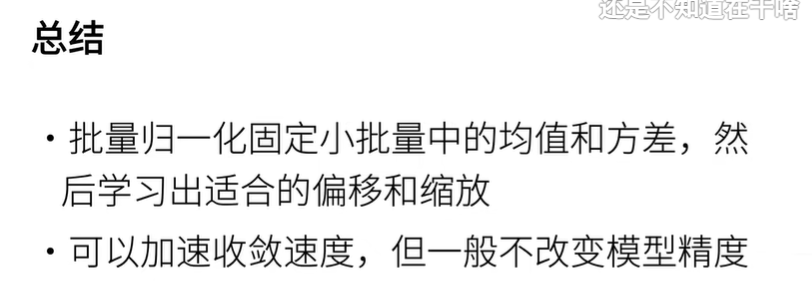 还是不知道在干啥
总结
·批量归一化固定小批量中的均值和方差，然
后学习出适合的偏移和缩放
·可以加速收敛速度，但一般不改变模型精度